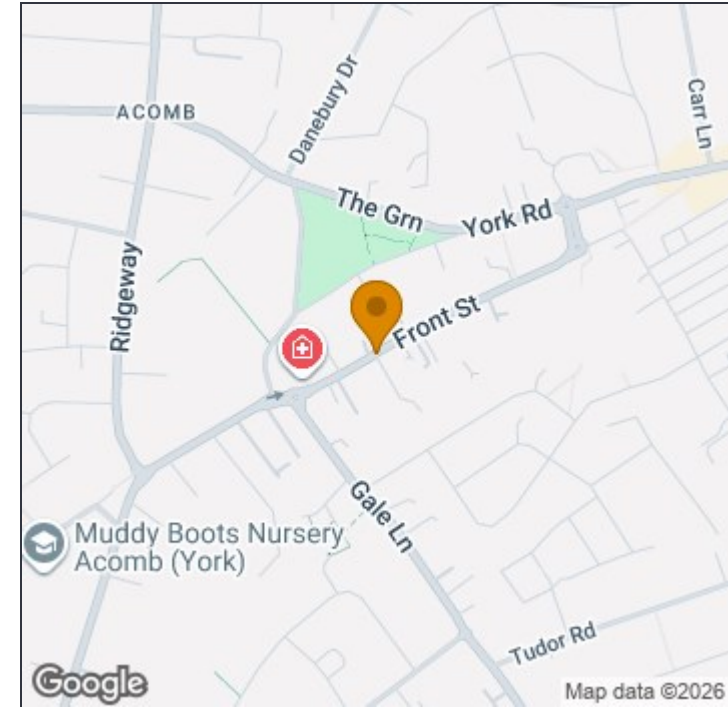 Danebury Dr
ACOMB
Carr Ln
The Grn
York Rd
Ridgeway
Front St
Gale Ln
Muddy Boots Nursery
Acomb (York)
Tudor Rd
Google
Map data ©2026